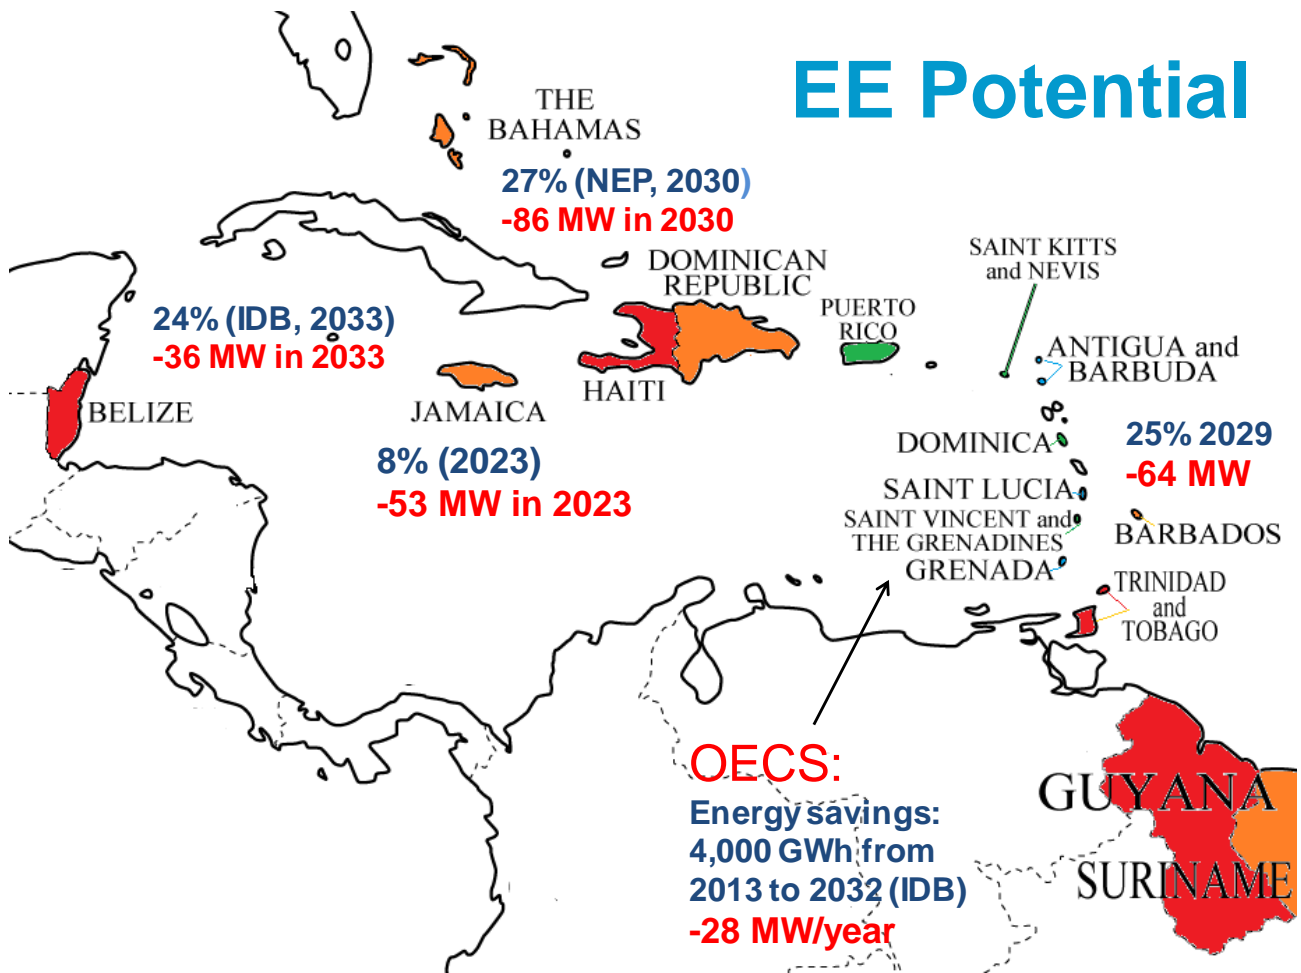 EE Potential
THE
BAHAMAS
27% (NEP, 2030)
-86 MW in 2030
SAINT KITTS
and NEVIS
DOMINICAN
REPUBLIC
PUERTO
RICO
24% (IDB, 2033)
-36 MW in 2033
ANTIGUA and
BARBUDA
HAITI
JAMAICA
BELIZE
8% (2023)
-53 MW in 2023
DOMINICA
25% 2029
-64 MW
SAINT LUCIA
SAINT VINCENT and
THE GRENADINES
BARBADOS
GRENADA
TRINIDAD
and
TOBAGO
OECS:
Energy savings:
4,000 GWh from
2013 to 2032 (IDB)
-28 MW/year
GUYANA
SURINAME